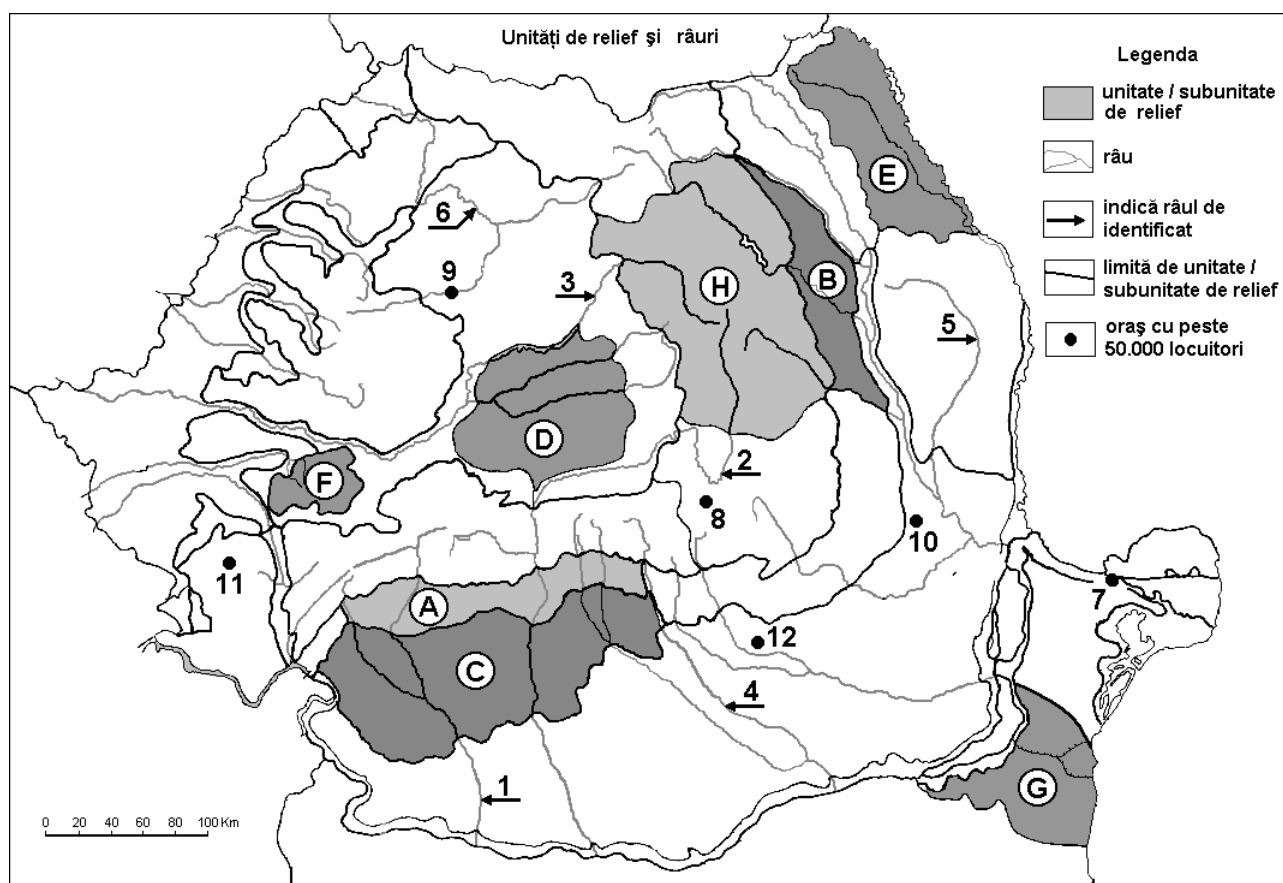 Unități de relief şi râuri
Legenda
unitate / subunitate
de relief
râu
indică râul de
identificat
limită de unitate /
subunitate de relief
oraş cu peste
50.000 locuitori
E
6
B
9
3
H
5
D
F
2
8
10
11
7
A
12
C
4
1
G
0 20 40 60 80 100 Km